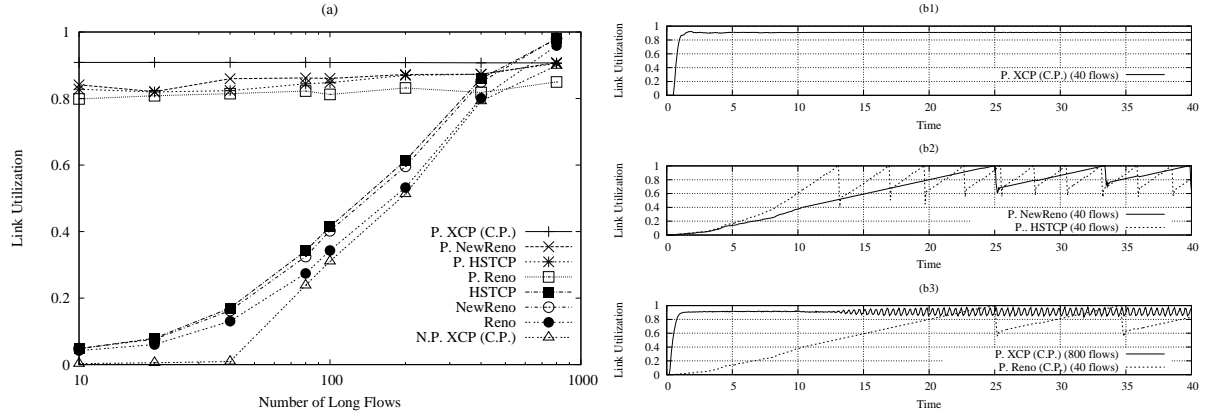 (a)
1
0.8
0.6
0.4
0.2
0
10
100
1000
Link Utilization
Number of Long Flows
P. XCP (C.P.)
P. NewReno
P. HSTCP
P. Reno
HSTCP
NewReno
Reno
N.P. XCP (C.P.)
(b1)
1
0.8
0.6
0.4
0.2
0
0 5 10 15 20 25 30 35 40
Link Utilization
Time
P. XCP (C.P.) (40 flows)
(b2)
1
0.8
0.6
0.4
0.2
0
0 5 10 15 20 25 30 35 40
Link Utilization
Time
P. NewReno (40 flows)
P.. HSTCP (40 flows)
(b3)
1
0.8
0.6
0.4
0.2
0
0 5 10 15 20 25 30 35 40
Link Utilization
Time
P. XCP (C.P.) (800 flows)
P. Reno (C.P.) (40 flows)